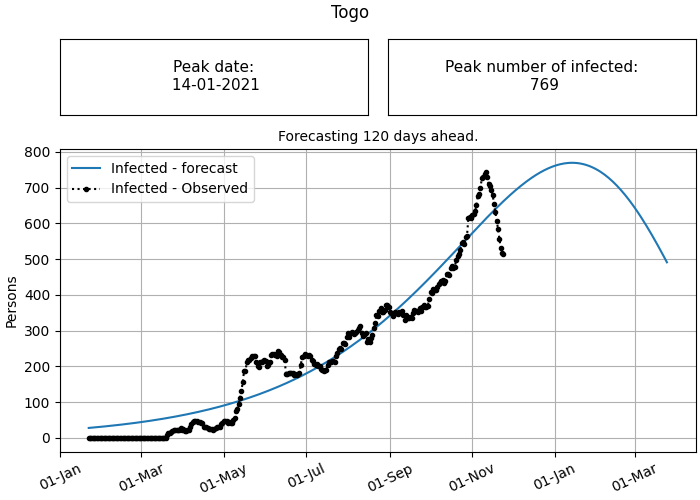 Togo
Peak date:
14-01-2021
Peak number of infected:
769
Forecasting 120 days ahead.
Infected - forecast
Infected - Observed
Persons
800
700
600
500
400
300
200
100
0
01-Jan
01-Mar
01-May
01-Jul
01-Sep
01-Nov
01-Jan
01-Mar